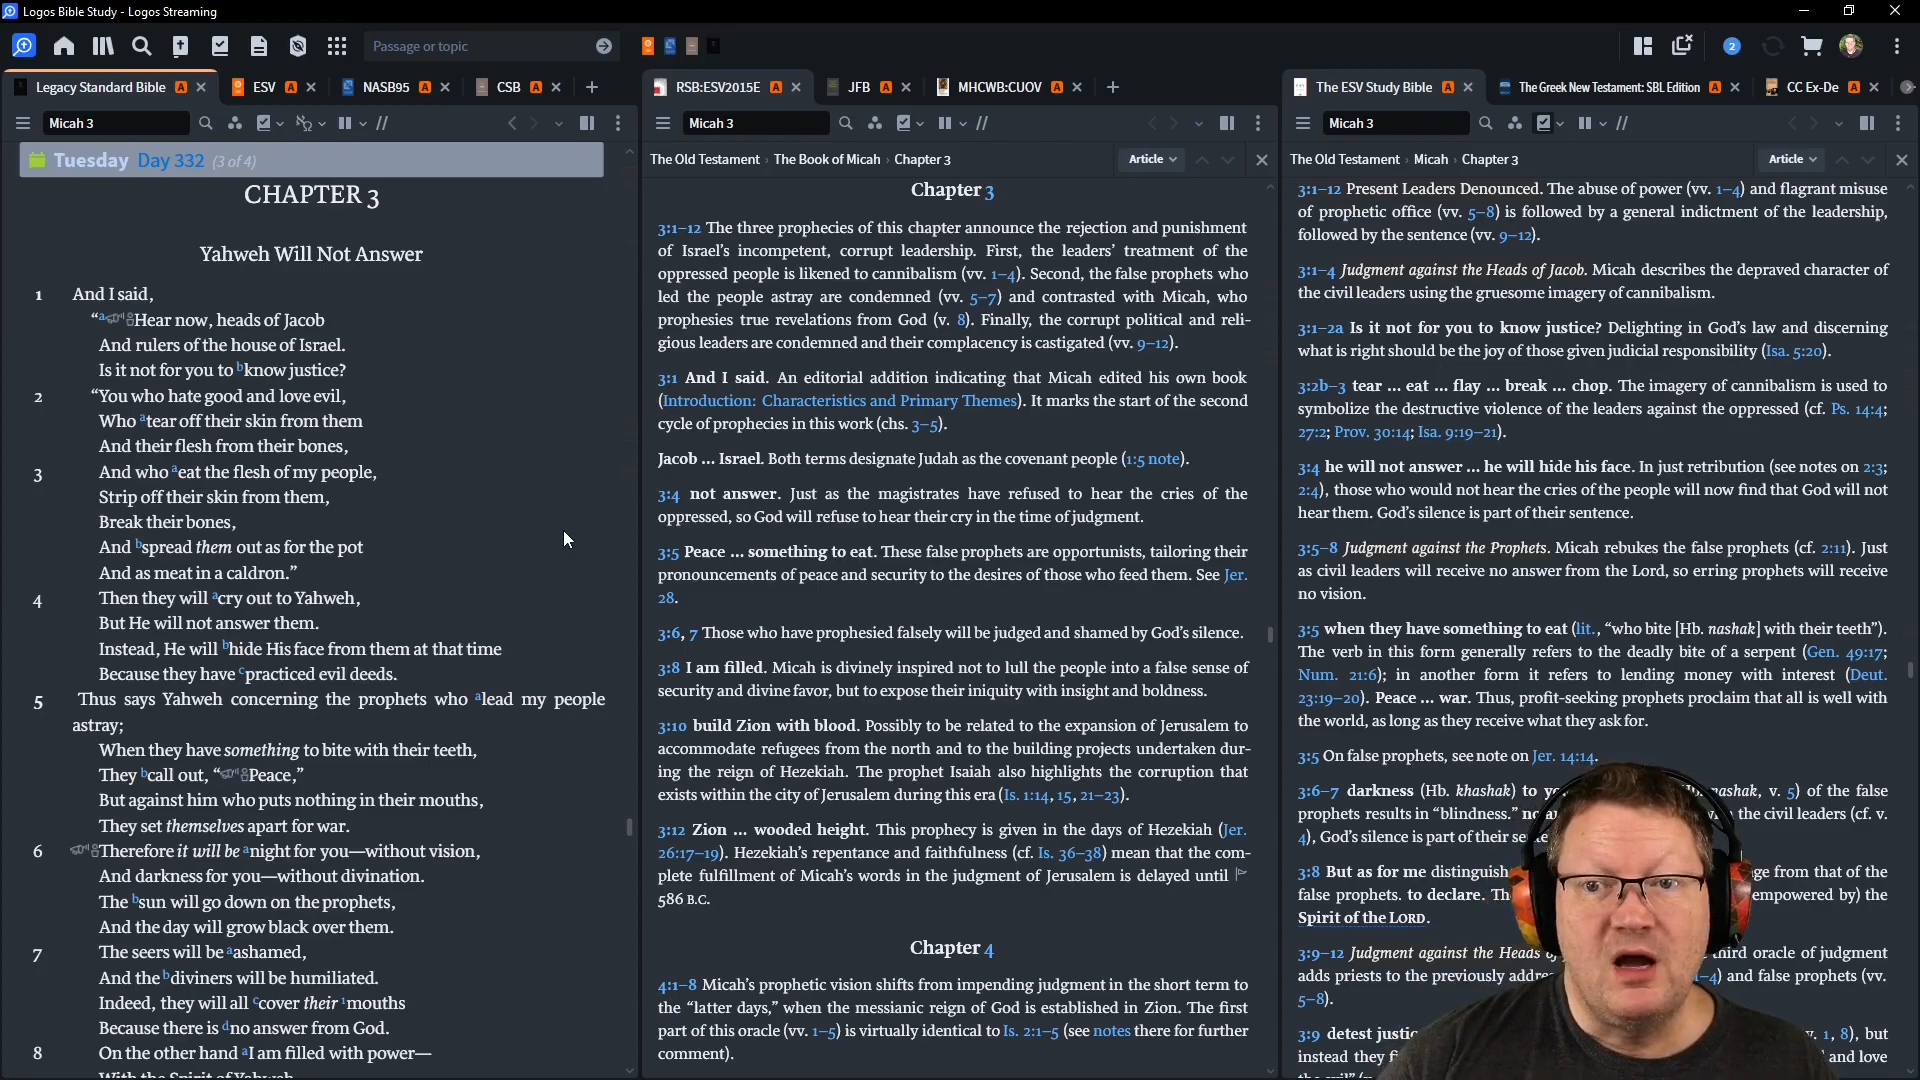 Logos Bible Study - Logos Streaming
Passage or topic
2
Legacy Standard Bible A
ESV A
NASB95 A
CSB A
RSB:ESV2015E A
JFB A
MHCWB:CUOV A
The ESV Study Bible A
The Greek New Testament: SBL Edition A
CC Ex-De A
Micah 3
Micah 3
Micah 3
Tuesday Day 332 (3 of 4)
CHAPTER 3
Yahweh Will Not Answer
1 And I said,
“aHear now, heads of Jacob
And rulers of the house of Israel.
Is it not for you to bknow justice?
2 “You who hate good and love evil,
Who atear off their skin from them
And their flesh from their bones,
3 And who aeat the flesh of my people,
Strip off their skin from them,
Break their bones,
And bspread them out as for the pot
And as meat in a caldron.”
4 Then they will acry out to Yahweh,
But He will not answer them.
Instead, He will bhide His face from them at that time
Because they have cpracticed evil deeds.
5 Thus says Yahweh concerning the prophets who alead my people
astray;
When they have something to bite with their teeth,
They bcall out, “Peace,”
But against him who puts nothing in their mouths,
They set themselves apart for war.
6 Therefore it will be anight for you—without vision,
And darkness for you—without divination.
The bsun will go down on the prophets,
And the day will grow black over them.
7 The seers will be aashamed,
And the bdiviners will be humiliated.
Indeed, they will all ccover their 1mouths
Because there is dno answer from God.
8 On the other hand aI am filled with power—
With the Spirit of Yahweh
The Old Testament › The Book of Micah › Chapter 3
Article
Chapter 3
3:1–12 The three prophecies of this chapter announce the rejection and punishment
of Israel’s incompetent, corrupt leadership. First, the leaders’ treatment of the
oppressed people is likened to cannibalism (vv. 1–4). Second, the false prophets who
led the people astray are condemned (vv. 5–7) and contrasted with Micah, who
prophesies true revelations from God (v. 8). Finally, the corrupt political and reli-
gious leaders are condemned and their complacency is castigated (vv. 9–12).
3:1 And I said. An editorial addition indicating that Micah edited his own book
(Introduction: Characteristics and Primary Themes). It marks the start of the second
cycle of prophecies in this work (chs. 3–5).
Jacob ... Israel. Both terms designate Judah as the covenant people (1:5 note).
3:4 not answer. Just as the magistrates have refused to hear the cries of the
oppressed, so God will refuse to hear their cry in the time of judgment.
3:5 Peace ... something to eat. These false prophets are opportunists, tailoring their
pronouncements of peace and security to the desires of those who feed them. See Jer.
28.
3:6, 7 Those who have prophesied falsely will be judged and shamed by God’s silence.
3:8 I am filled. Micah is divinely inspired not to lull the people into a false sense of
security and divine favor, but to expose their iniquity with insight and boldness.
3:10 build Zion with blood. Possibly to be related to the expansion of Jerusalem to
accommodate refugees from the north and to the building projects undertaken dur-
ing the reign of Hezekiah. The prophet Isaiah also highlights the corruption that
exists within the city of Jerusalem during this era (Is. 1:14, 15, 21–23).
3:12 Zion ... wooded height. This prophecy is given in the days of Hezekiah (Jer.
26:17–19). Hezekiah’s repentance and faithfulness (cf. Is. 36–38) mean that the com-
plete fulfillment of Micah’s words in the judgment of Jerusalem is delayed until
586 B.C.
Chapter 4
4:1–8 Micah’s prophetic vision shifts from impending judgment in the short term to
the “latter days,” when the messianic reign of God is established in Zion. The first
part of this oracle (vv. 1–5) is virtually identical to Is. 2:1–5 (see notes there for further
comment).
The Old Testament › Micah › Chapter 3
Article
3:1–12 Present Leaders Denounced. The abuse of power (vv. 1–4) and flagrant misuse
of prophetic office (vv. 5–8) is followed by a general indictment of the leadership,
followed by the sentence (vv. 9–12).
3:1–4 Judgment against the Heads of Jacob. Micah describes the depraved character of
the civil leaders using the gruesome imagery of cannibalism.
3:1–2a Is it not for you to know justice? Delighting in God’s law and discerning
what is right should be the joy of those given judicial responsibility (Isa. 5:20).
3:2b–3 tear ... eat ... flay ... break ... chop. The imagery of cannibalism is used to
symbolize the destructive violence of the leaders against the oppressed (cf. Ps. 14:4;
27:2; Prov. 30:14; Isa. 9:19–21).
3:4 he will not answer ... he will hide his face. In just retribution (see notes on 2:3;
2:4), those who would not hear the cries of the people will now find that God will not
hear them. God’s silence is part of their sentence.
3:5–8 Judgment against the Prophets. Micah rebukes the false prophets (cf. 2:11). Just
as civil leaders will receive no answer from the Lord, so erring prophets will receive
no vision.
3:5 when they have something to eat (lit., “who bite [Hb. nashak] with their teeth”).
The verb in this form generally refers to the deadly bite of a serpent (Gen. 49:17;
Num. 21:6); in another form it refers to lending money with interest (Deut.
23:19–20). Peace ... war. Thus, profit-seeking prophets proclaim that all is well with
the world, as long as they receive what they ask for.
3:5 On false prophets, see note on Jer. 14:14.
3:6–7 darkness (Hb. khashak) to nashak, v. 5) of the false
prophets results in “blindness.” the civil leaders (cf. v.
4), God’s silence is part of their
3:8 But as for me from that of the
false prophets. to declare. empowered by) the
Spirit of the LORD.
3:9–12 Judgment against the Heads third oracle of judgment
adds priests to the previously 1–4) and false prophets (vv.
5–8).
3:9 detest v. 1, 8), but
instead they and love